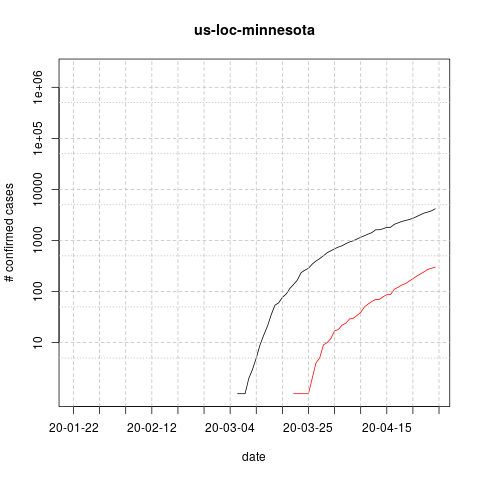 us-loc-minnesota
# confirmed cases
1e+06
1e+05
10000
1000
100
10
20-01-22
20-02-12
20-03-04
20-03-25
20-04-15
date